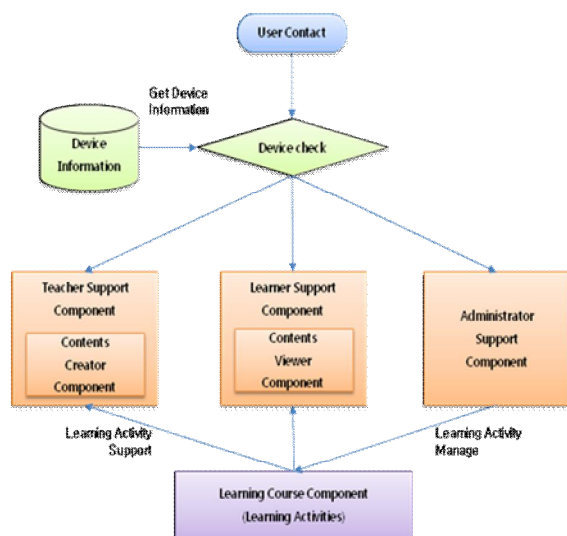 User Contact
Get Device
Information
Device
Information
Device check
Teacher Support
Component
Contents
Creator
Component
Learner Support
Component
Contents
Viewer
Component
Administrator
Support
Component
Learning Activity
Support
Learning Activity
Manage
Learning Course Component
(Learning Activities)